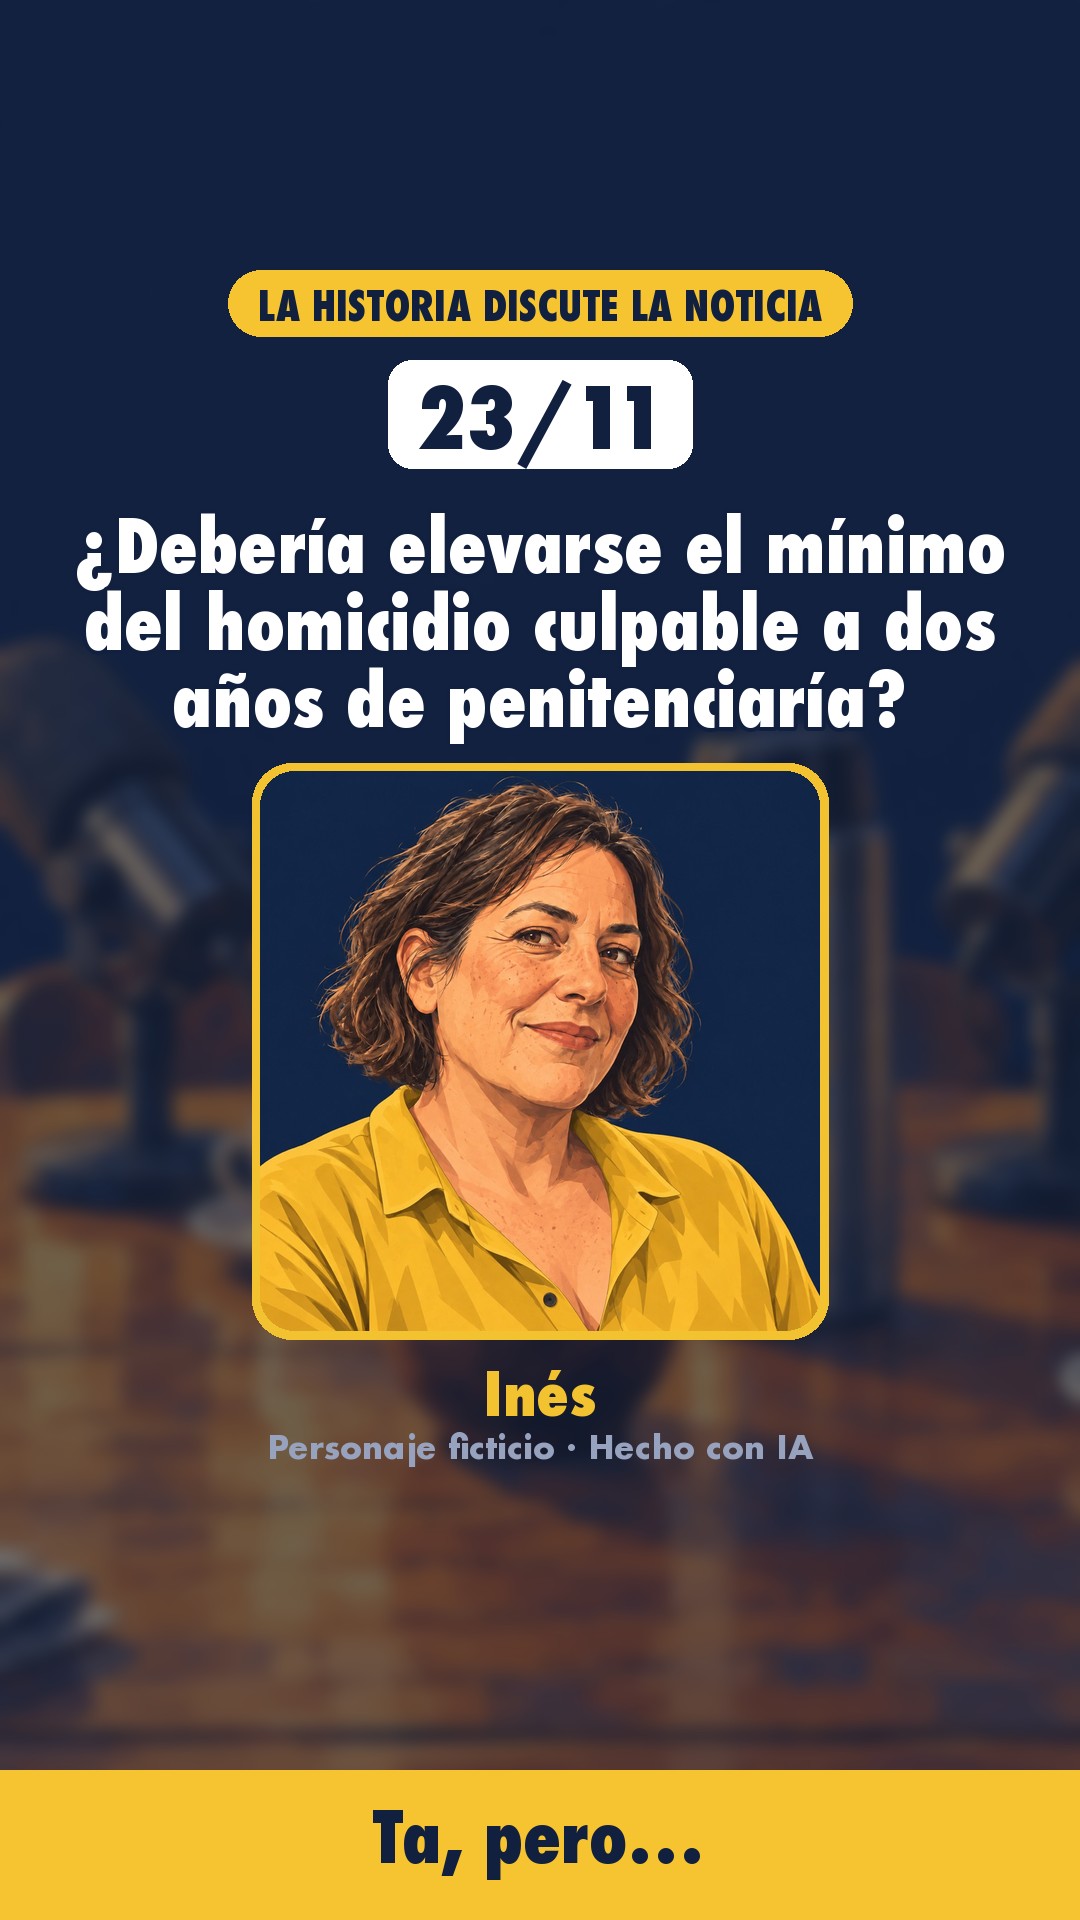 LA HISTORIA DISCUTE LA NOTICIA
23/11
¿Debería elevarse el mínimo
del homicidio culpable a dos
años de penitenciaría?
Inés
Personaje ficticio · Hecho con IA
Ta, pero...